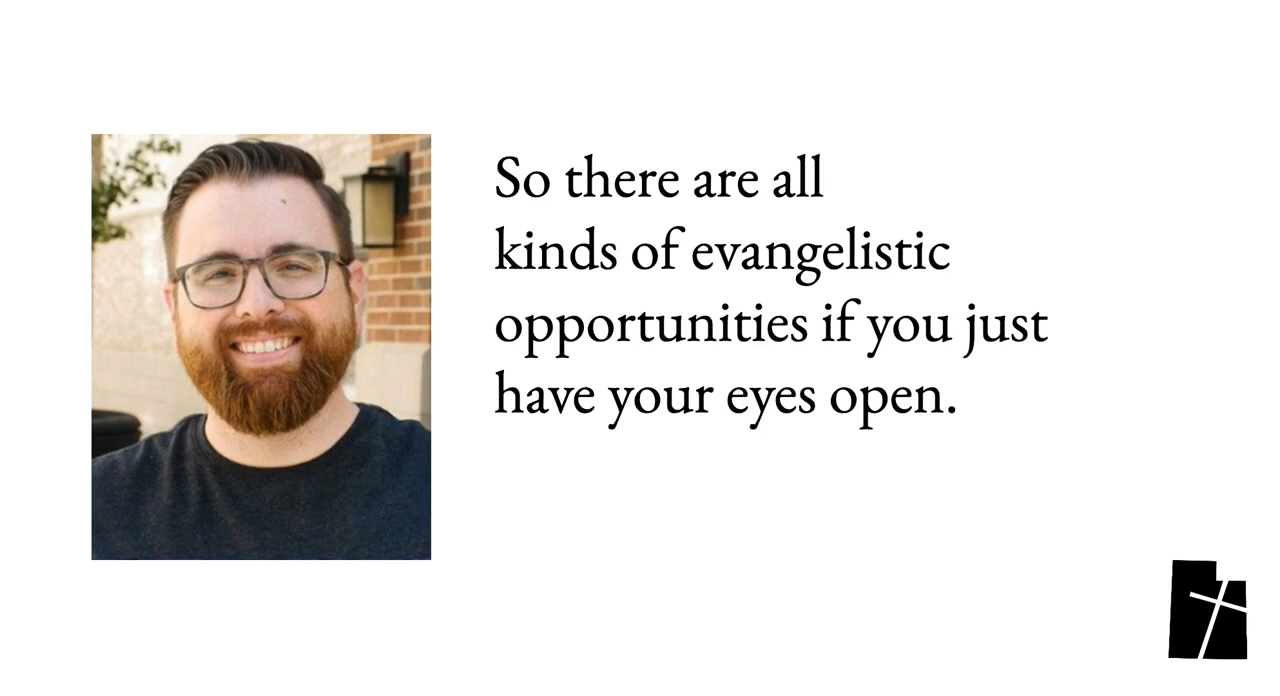 So there are all
kinds of evangelistic
opportunities if you just
have your eyes open.